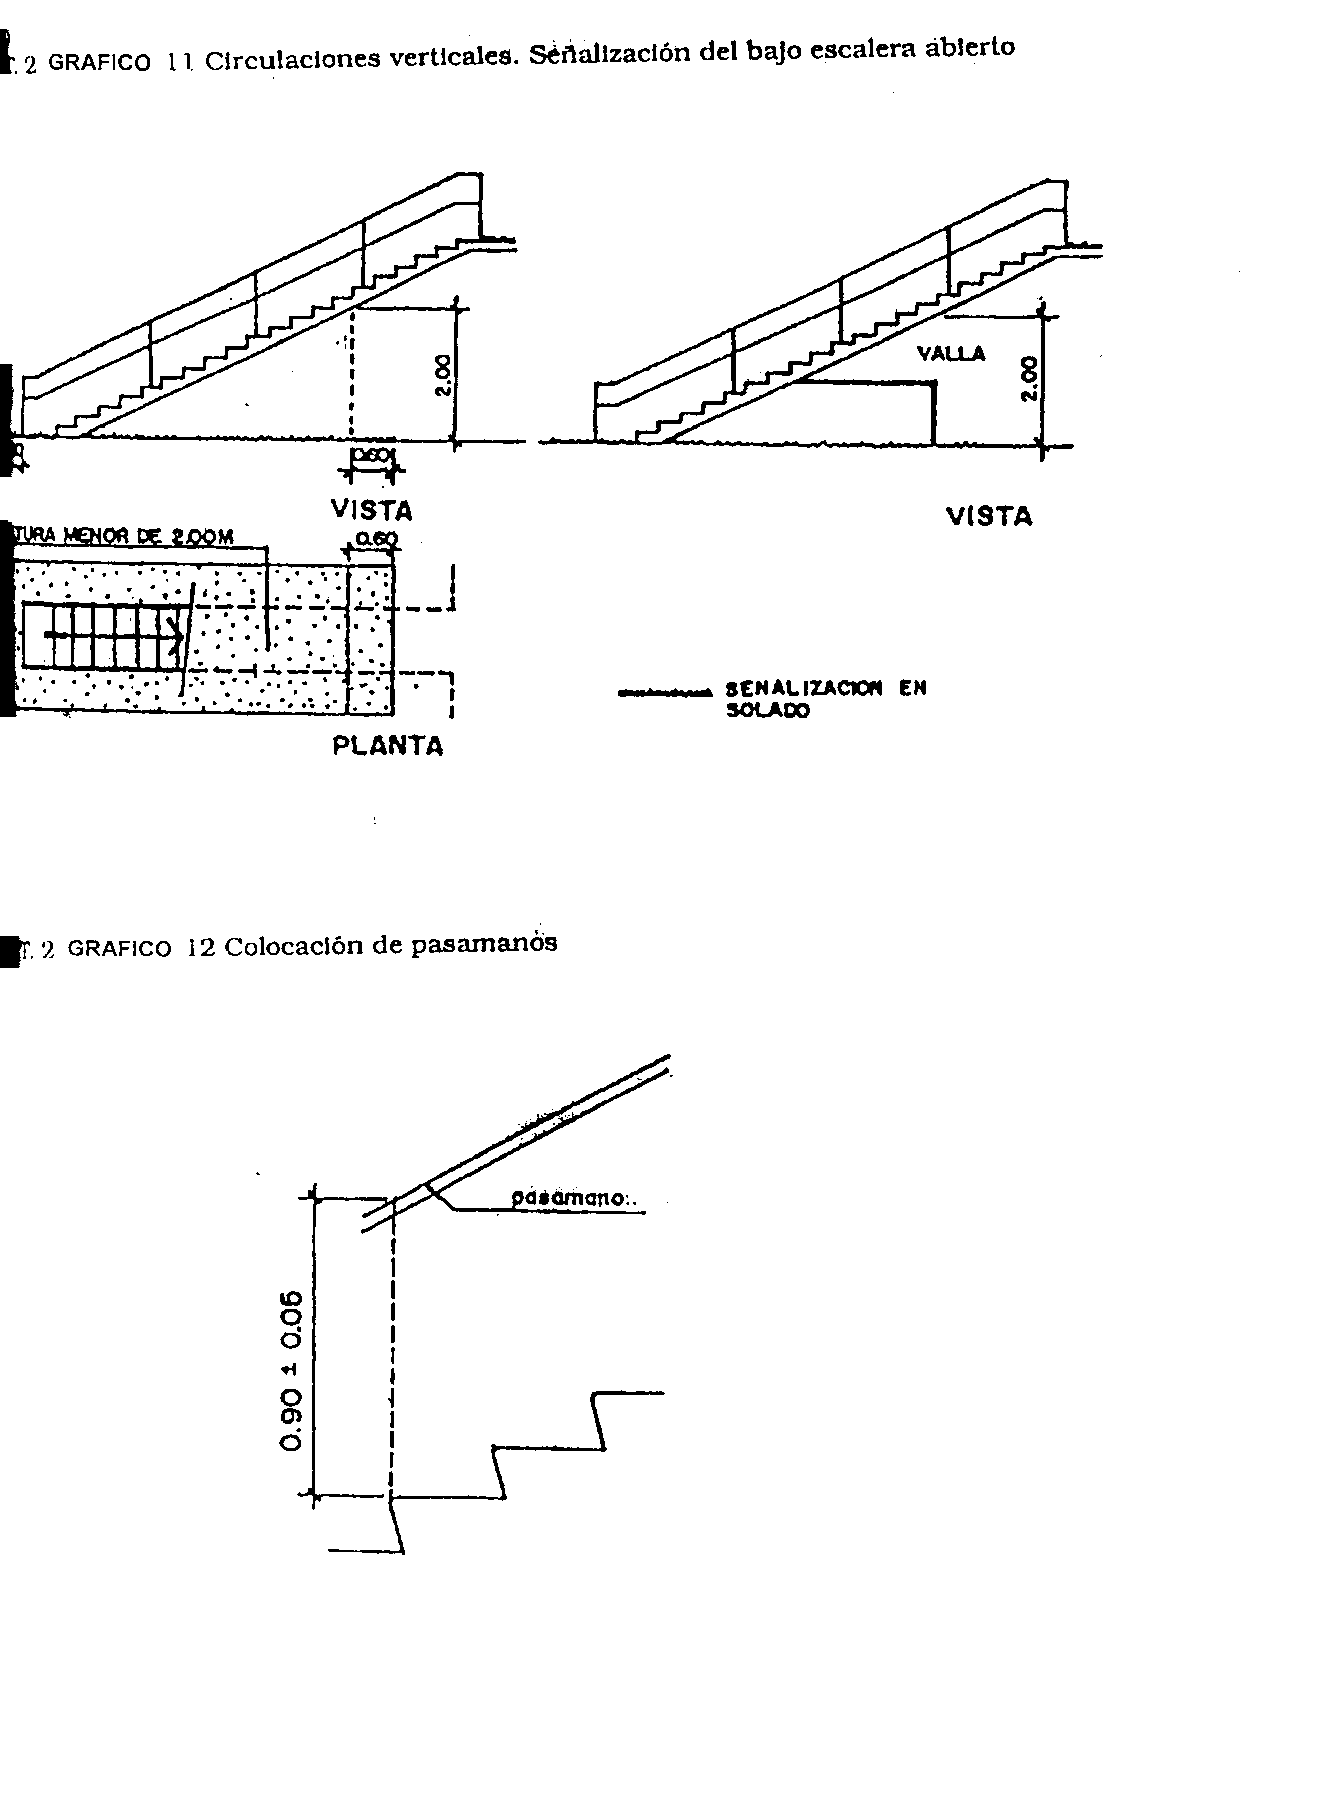 T. 2 GRAFICO 11 Circulaciones verticales. Señalización del bajo escalera abierto
2.00
VALLA
2.00
0.60
VISTA
VISTA
TURA MENOR DE 2.00M
0.60
SENALIZACION EN
SOLADO
PLANTA
T. 2 GRAFICO 12 Colocación de pasamanos
pasamano
0.90 ± 0.05